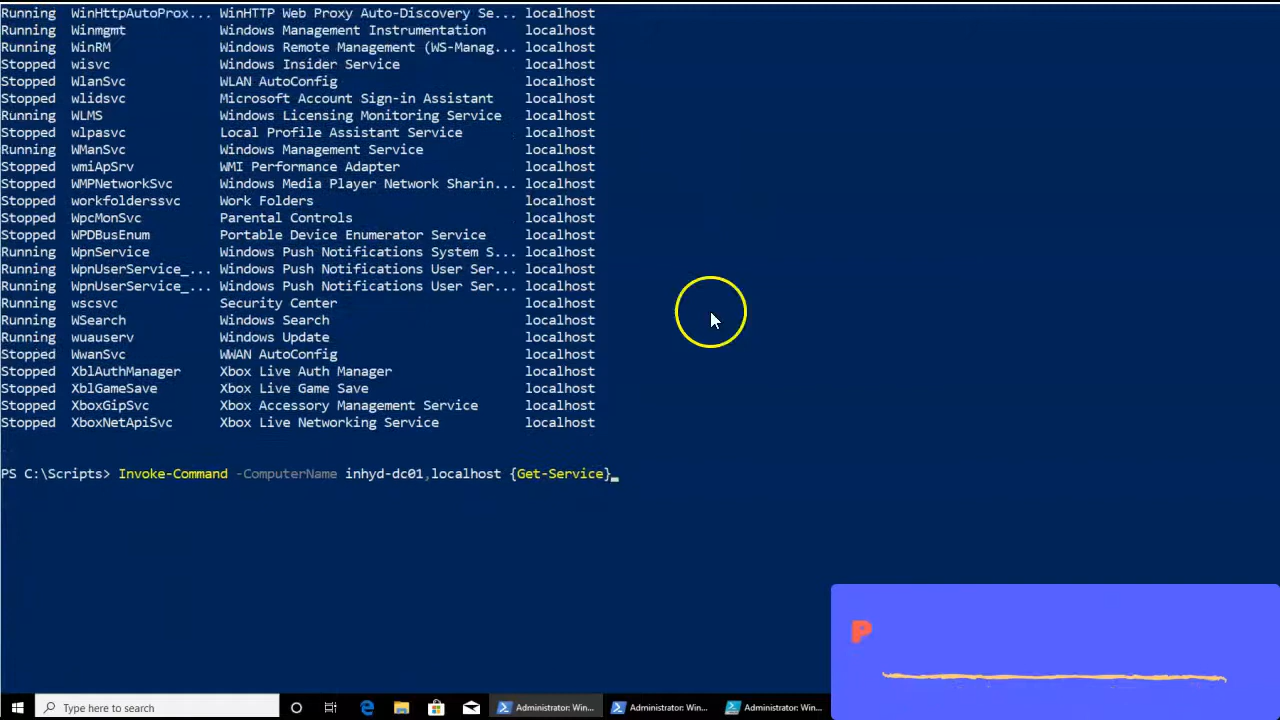 Running WinHttpAutoProx... WinHTTP Web Proxy Auto-Discovery Se... localhost
Running Winmgmt Windows Management Instrumentation localhost
Running WinRM Windows Remote Management (WS-Manag... localhost
Stopped wisvc Windows Insider Service localhost
Stopped WlanSvc WLAN AutoConfig localhost
Stopped wlidsvc Microsoft Account Sign-in Assistant localhost
Running WLMS Windows Licensing Monitoring Service localhost
Stopped wlpasvc Local Profile Assistant Service localhost
Running WManSvc Windows Management Service localhost
Stopped wmiApSrv WMI Performance Adapter localhost
Stopped WMPNetworkSvc Windows Media Player Network Sharin... localhost
Stopped workfolderssvc Work Folders localhost
Stopped WpcMonSvc Parental Controls localhost
Stopped WPDBusEnum Portable Device Enumerator Service localhost
Running WpnService Windows Push Notifications System S... localhost
Running WpnUserService_... Windows Push Notifications User Ser... localhost
Running WpnUserService_... Windows Push Notifications User Ser... localhost
Running wscsvc Security Center localhost
Running WSearch Windows Search localhost
Running wuauserv Windows Update localhost
Stopped WwanSvc WWAN AutoConfig localhost
Stopped XblAuthManager Xbox Live Auth Manager localhost
Stopped XblGameSave Xbox Live Game Save localhost
Stopped XboxGipSvc Xbox Accessory Management Service localhost
Stopped XboxNetApiSvc Xbox Live Networking Service localhost
PS C:\Scripts> Invoke-Command -ComputerName inhyd-dc01,localhost {Get-Service}
P
Type here to search Administrator: Win... Administrator: Win... Administrator: Win...